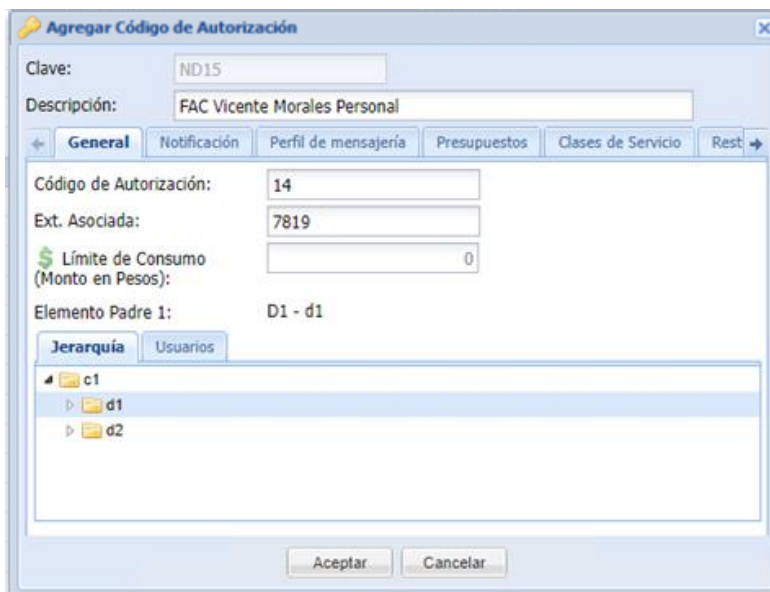 Agregar Código de Autorización
Clave: ND15
Descripción: FAC Vicente Morales Personal
General Notificación Perfil de mensajería Presupuestos Clases de Servicio Rest
Código de Autorización: 14
Ext. Asociada: 7819
$ Límite de Consumo
(Monto en Pesos): 0
Elemento Padre 1: D1 - d1
Jerarquía Usuarios
c1
d1
d2
Aceptar Cancelar